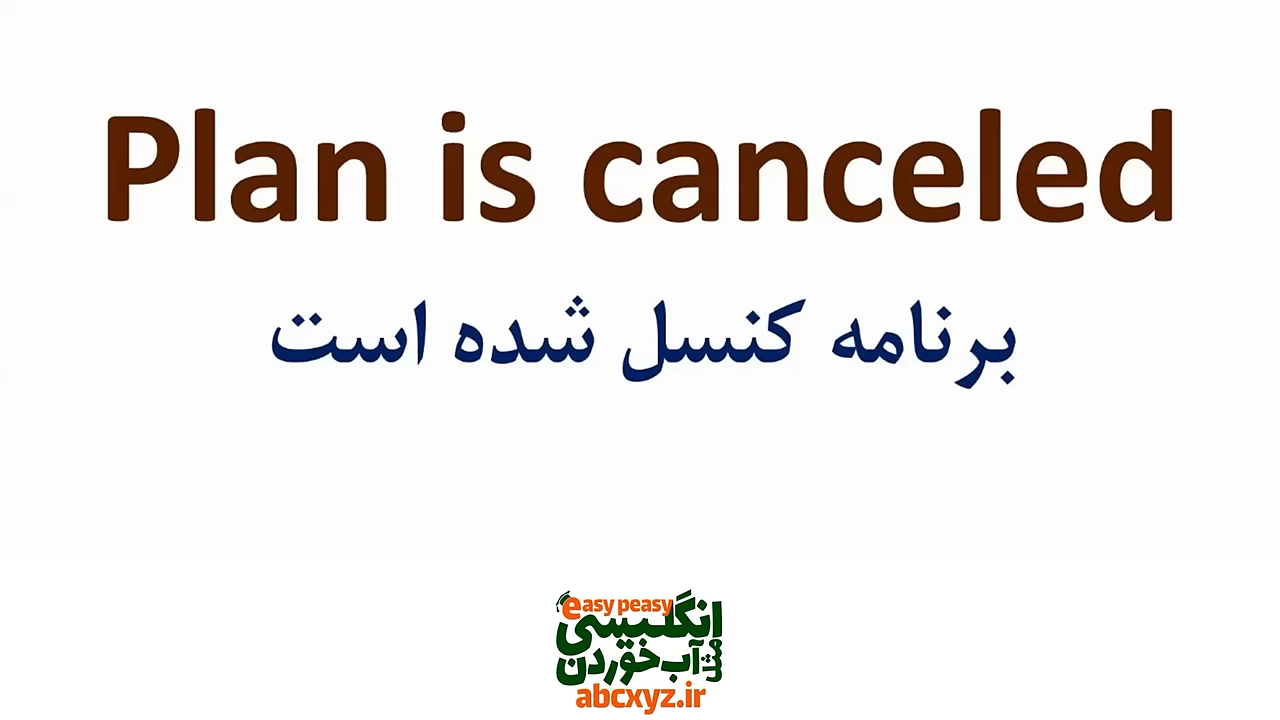 Plan is canceled
برنامه کنسل شده است
easy peasy
انگلیسی
مثل آب خوردن
abcxyz.ir